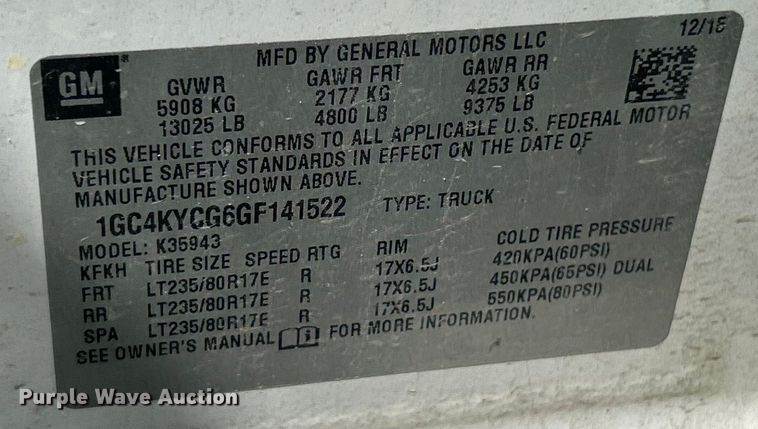 MFD BY GENERAL MOTORS LLC 12/15
GM
®
GVWR GAWR FRT GAWR RR
5908 KG 2177 KG 4253 KG
13025 LB 4800 LB 9375 LB
THIS VEHICLE CONFORMS TO ALL APPLICABLE U.S. FEDERAL MOTOR
VEHICLE SAFETY STANDARDS IN EFFECT ON THE DATE OF
MANUFACTURE SHOWN ABOVE.
1GC4KYCG6GF141522 TYPE: TRUCK
MODEL: K35943
KFKH TIRE SIZE SPEED RTG RIM COLD TIRE PRESSURE
FRT LT235/80R17E R 17X6.5J 420KPA(60PSI)
RR LT235/80R17E R 17X6.5J 450KPA(65PSI) DUAL
SPA LT235/80R17E R 17X6.5J 550KPA(80PSI)
SEE OWNER'S MANUAL FOR MORE INFORMATION.
Purple Wave Auction